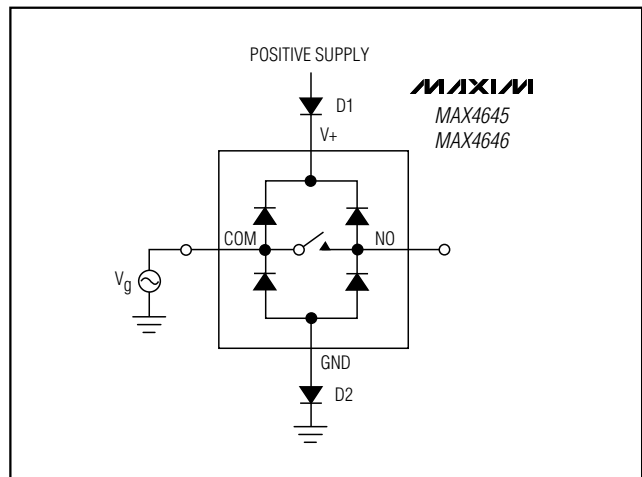 POSITIVE SUPPLY
MAXIM
D1
MAX4645
V+
MAX4646
COM
NO
Vg
GND
D2